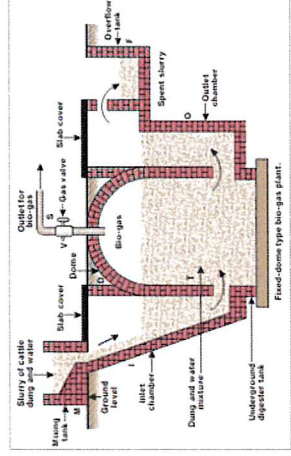 Outlet for
bio-gas
S
Gas valve
V
Slurry of cattle
dung and water
Slab cover
Dome
Slab cover
Overflow
tank
F
Mixing
tank
M
D
Bio-gas
Ground
level
I
Spent slurry
Inlet
chamber
T
O
Outlet
chamber
Dung and water
mixture
Underground
digester tank
Fixed-dome type bio-gas plant.